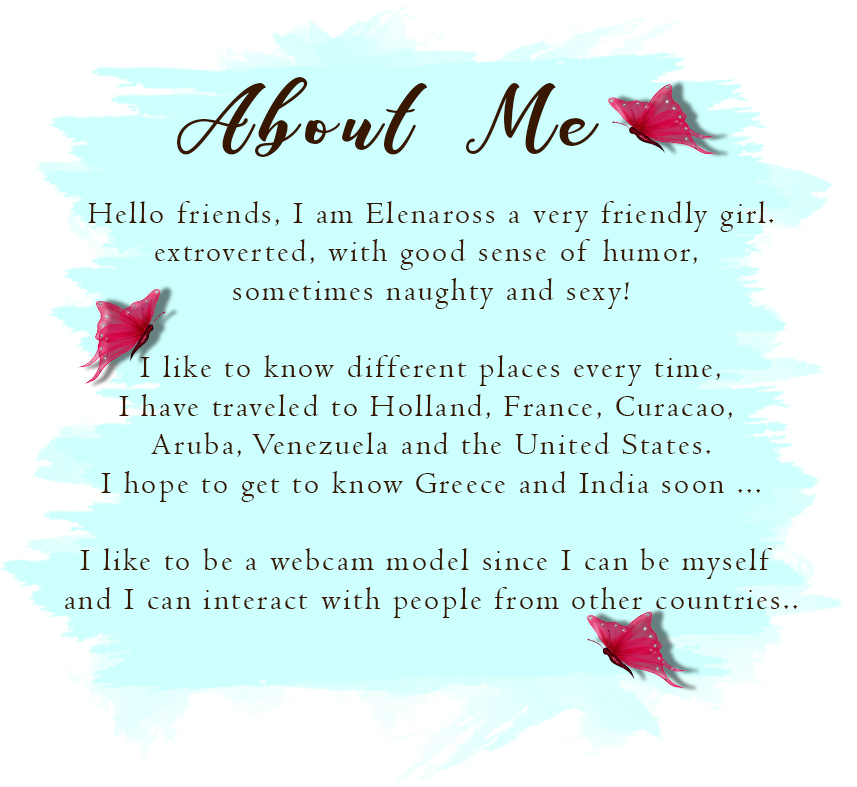 About Me
Hello friends, I am Elenaross a very friendly girl.
extroverted, with good sense of humor,
sometimes naughty and sexy!
I like to know different places every time,
I have traveled to Holland, France, Curacao,
Aruba, Venezuela and the United States.
I hope to get to know Greece and India soon ...
I like to be a webcam model since I can be myself
and I can interact with people from other countries..